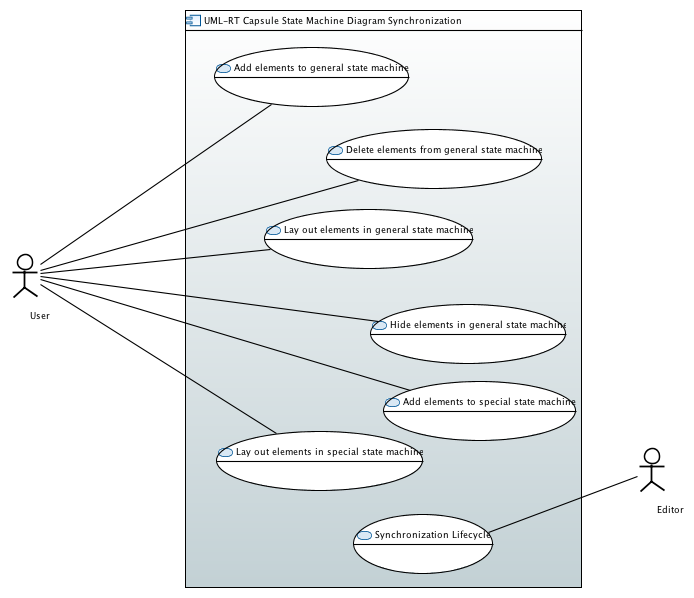 UML-RT Capsule State Machine Diagram Synchronization
Add elements to general state machine
Delete elements from general state machine
Lay out elements in general state machine
User
Hide elements in general state machine
Add elements to special state machine
Lay out elements in special state machine
Editor
Synchronization Lifecycle